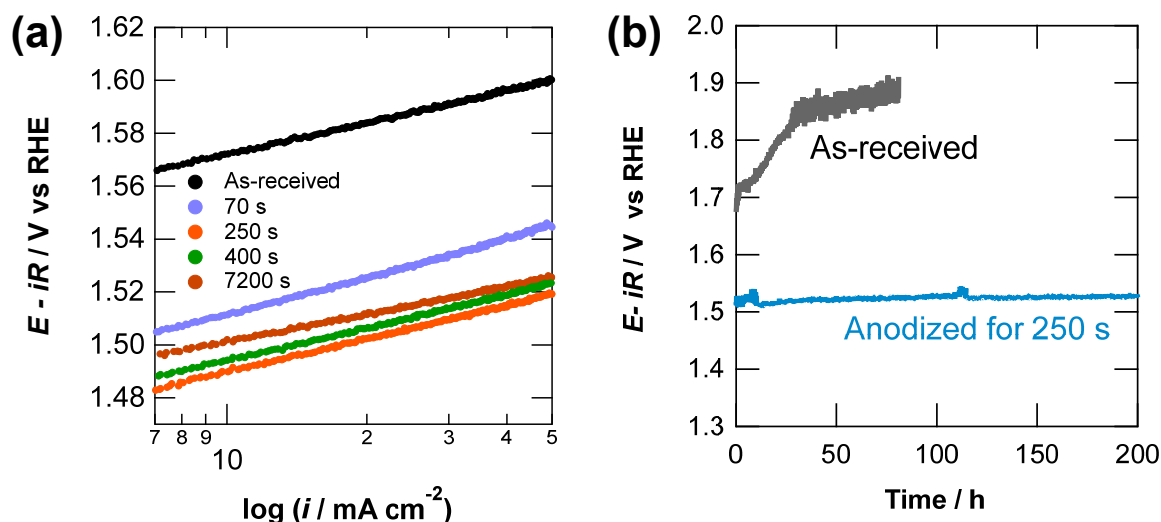 (a)
E - iR / V vs RHE
1.62
1.60
1.58
1.56
1.54
1.52
1.50
1.48
As-received
70 s
250 s
400 s
7200 s
7 8 9 2 3 4 5
10
log (i / mA cm⁻²)
(b)
E- iR / V vs RHE
2.0
1.9
1.8
1.7
1.6
1.5
1.4
1.3
As-received
Anodized for 250 s
0 50 100 150 200
Time / h